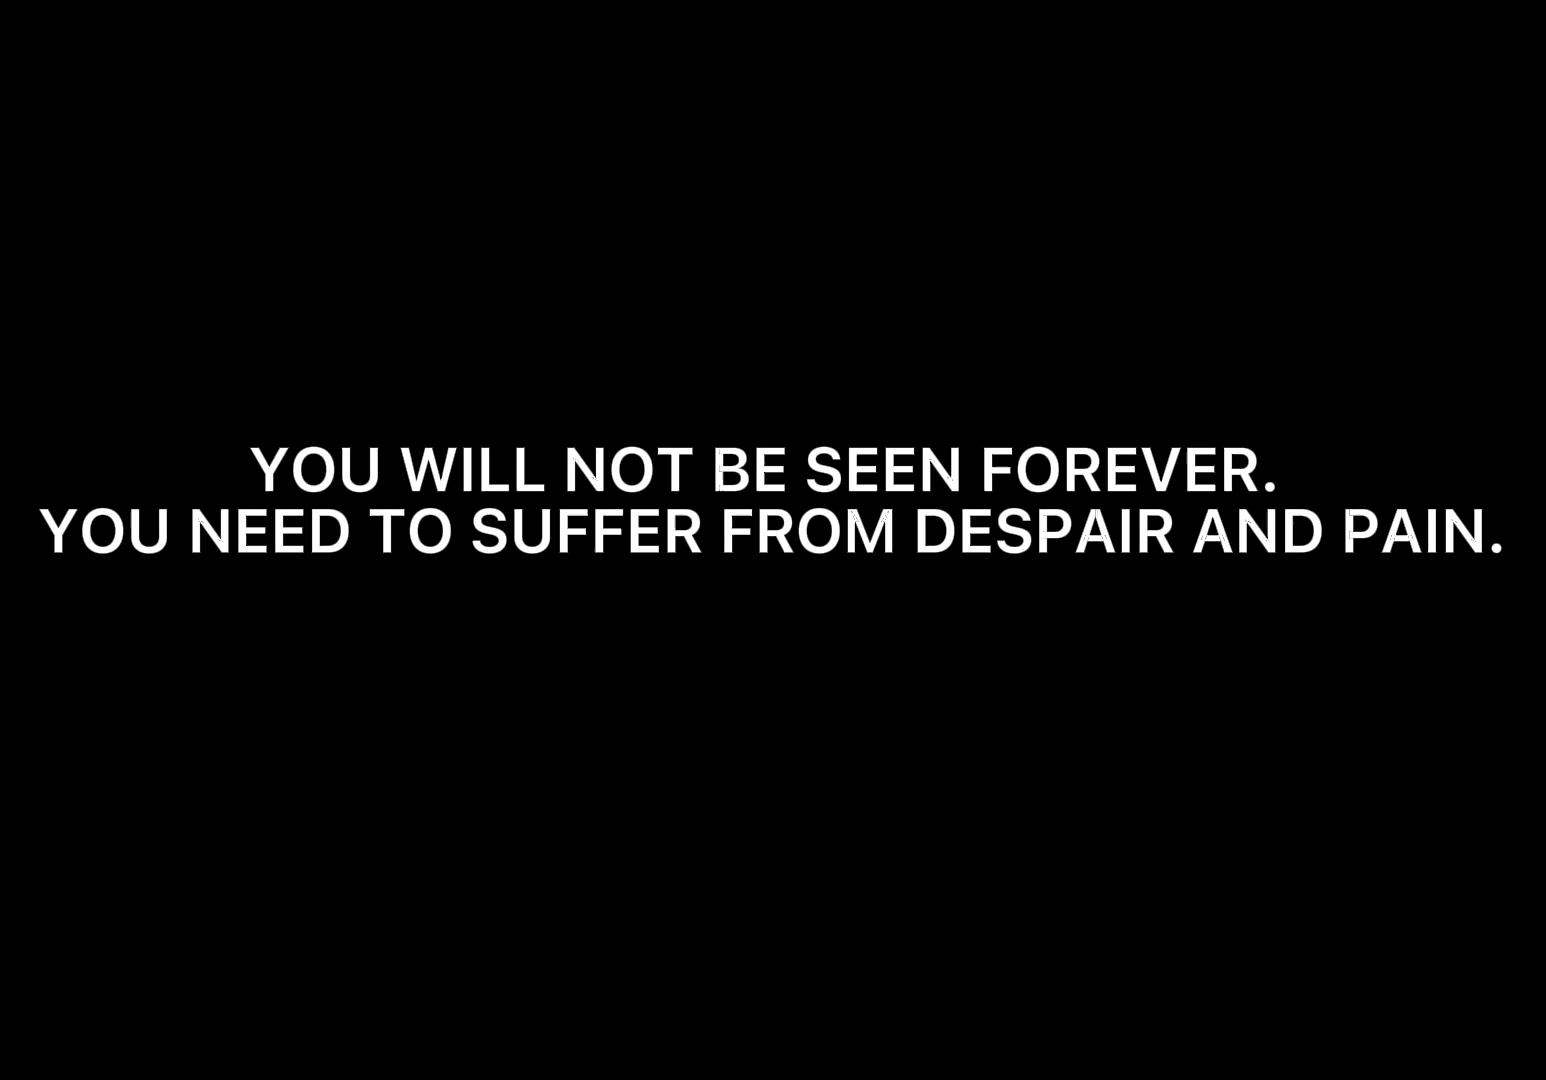 YOU WILL NOT BE SEEN FOREVER.
YOU NEED TO SUFFER FROM DESPAIR AND PAIN.